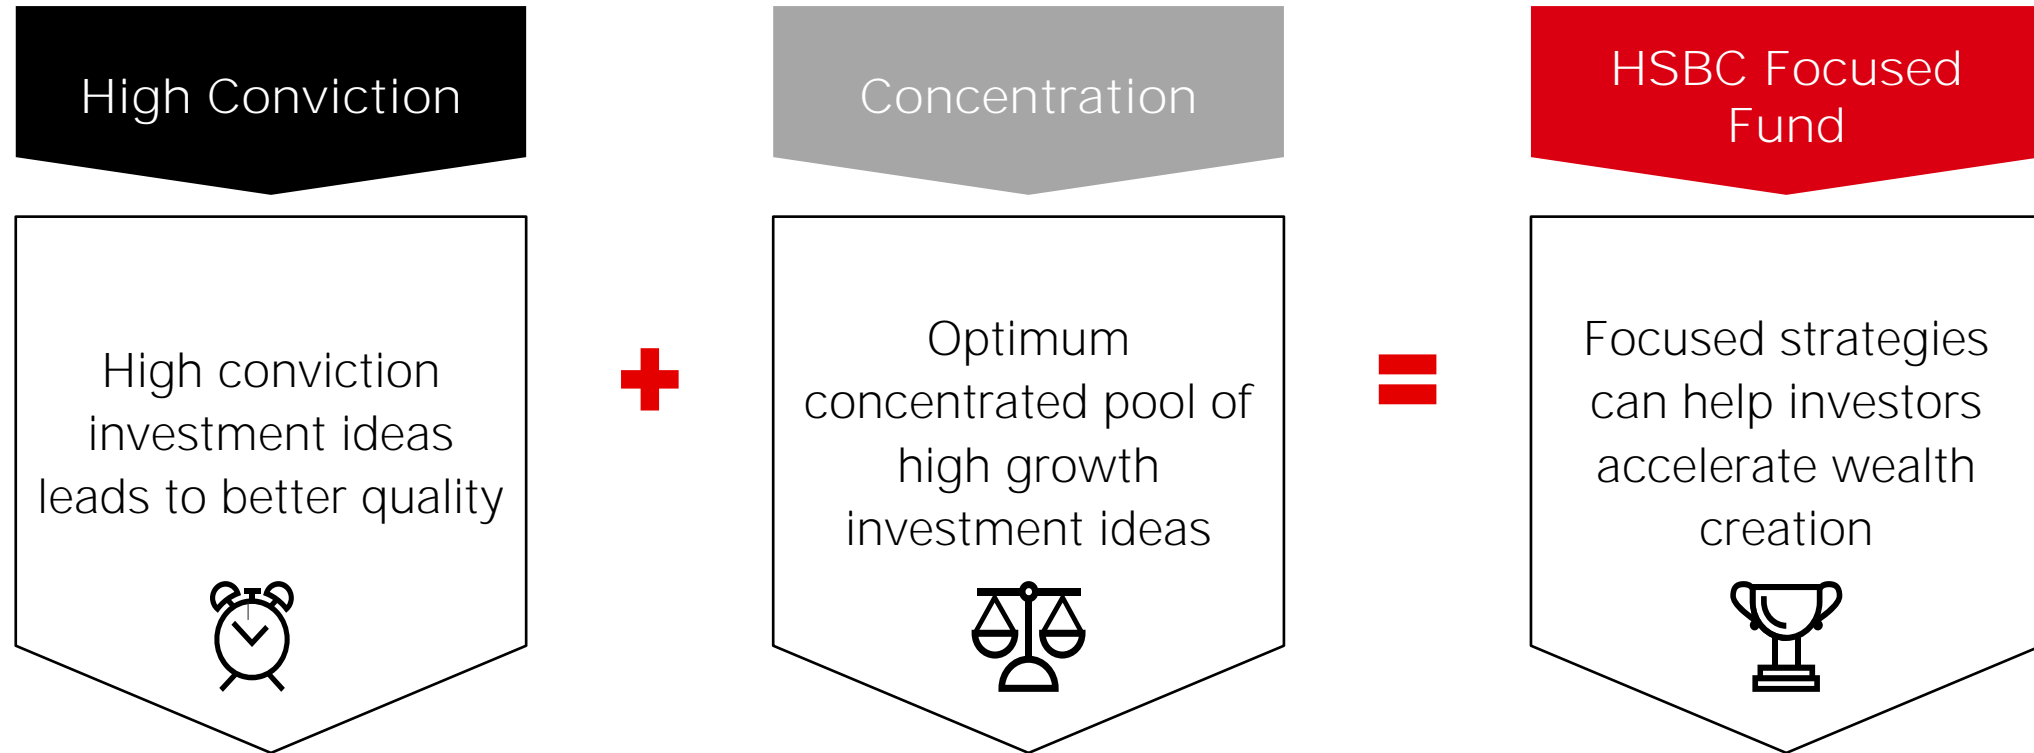 High Conviction
High conviction
investment ideas
leads to better quality
Concentration
Optimum
concentrated pool of
high growth
investment ideas
HSBC Focused
Fund
Focused strategies
can help investors
accelerate wealth
creation